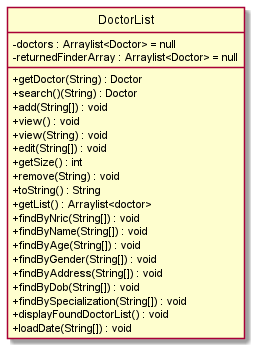 DoctorList
-doctors : Arraylist<Doctor> = null
-returnedFinderArray : Arraylist<Doctor> = null
+getDoctor(String) : Doctor
+search()(String) : Doctor
+add(String[]) : void
+view() : void
+view(String) : void
+edit(String[]) : void
+getSize() : int
+remove(String) : void
+toString() : String
+getList() : Arraylist<doctor>
+findByNric(String[]) : void
+findByName(String[]) : void
+findByAge(String[]) : void
+findByGender(String[]) : void
+findByAddress(String[]) : void
+findByDob(String[]) : void
+findBySpecialization(String[]) : void
+displayFoundDoctorList() : void
+loadDate(String[]) : void